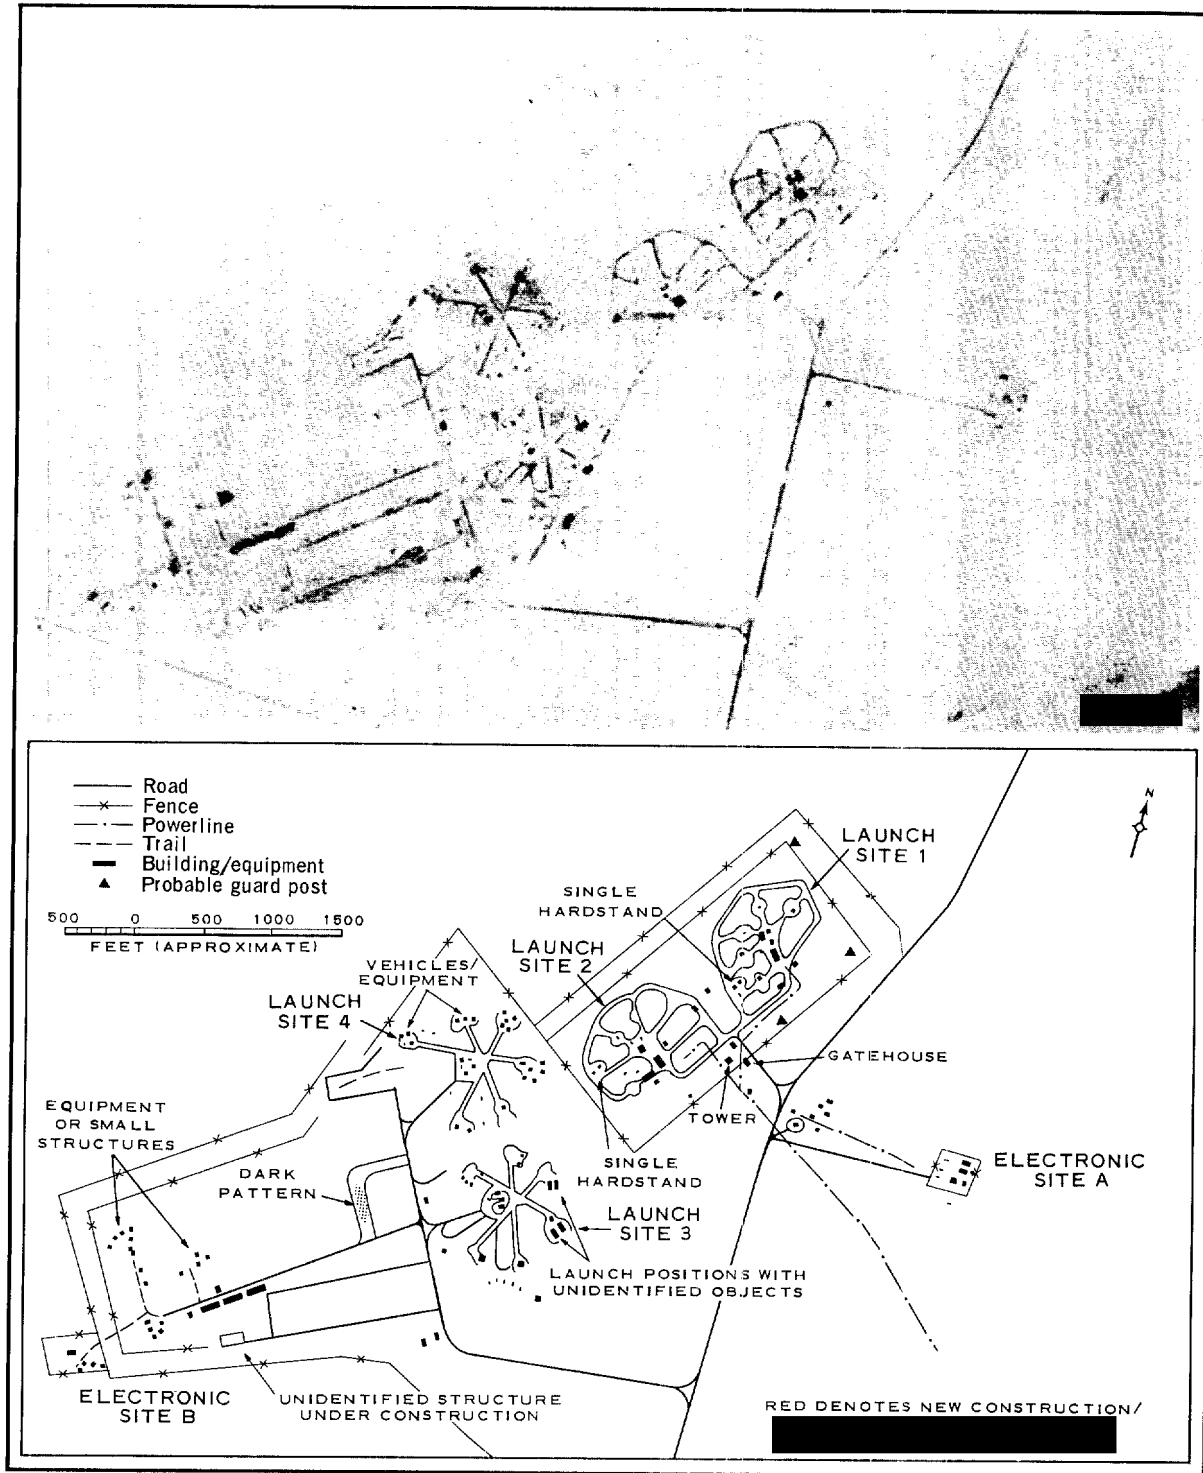 Road
Fence
Powerline
Trail
Building/equipment
Probable guard post
500 0 500 1000 1500
FEET (APPROXIMATE)
N
LAUNCH
SITE 1
SINGLE
HARDSTAND
LAUNCH
SITE 2
VEHICLES/
EQUIPMENT
LAUNCH
SITE 4
GATEHOUSE
TOWER
EQUIPMENT
OR SMALL
STRUCTURES
DARK
PATTERN
SINGLE
HARDSTAND
ELECTRONIC
SITE A
LAUNCH
SITE 3
LAUNCH POSITIONS WITH
UNIDENTIFIED OBJECTS
ELECTRONIC
SITE B
UNIDENTIFIED STRUCTURE
UNDER CONSTRUCTION
RED DENOTES NEW CONSTRUCTION/